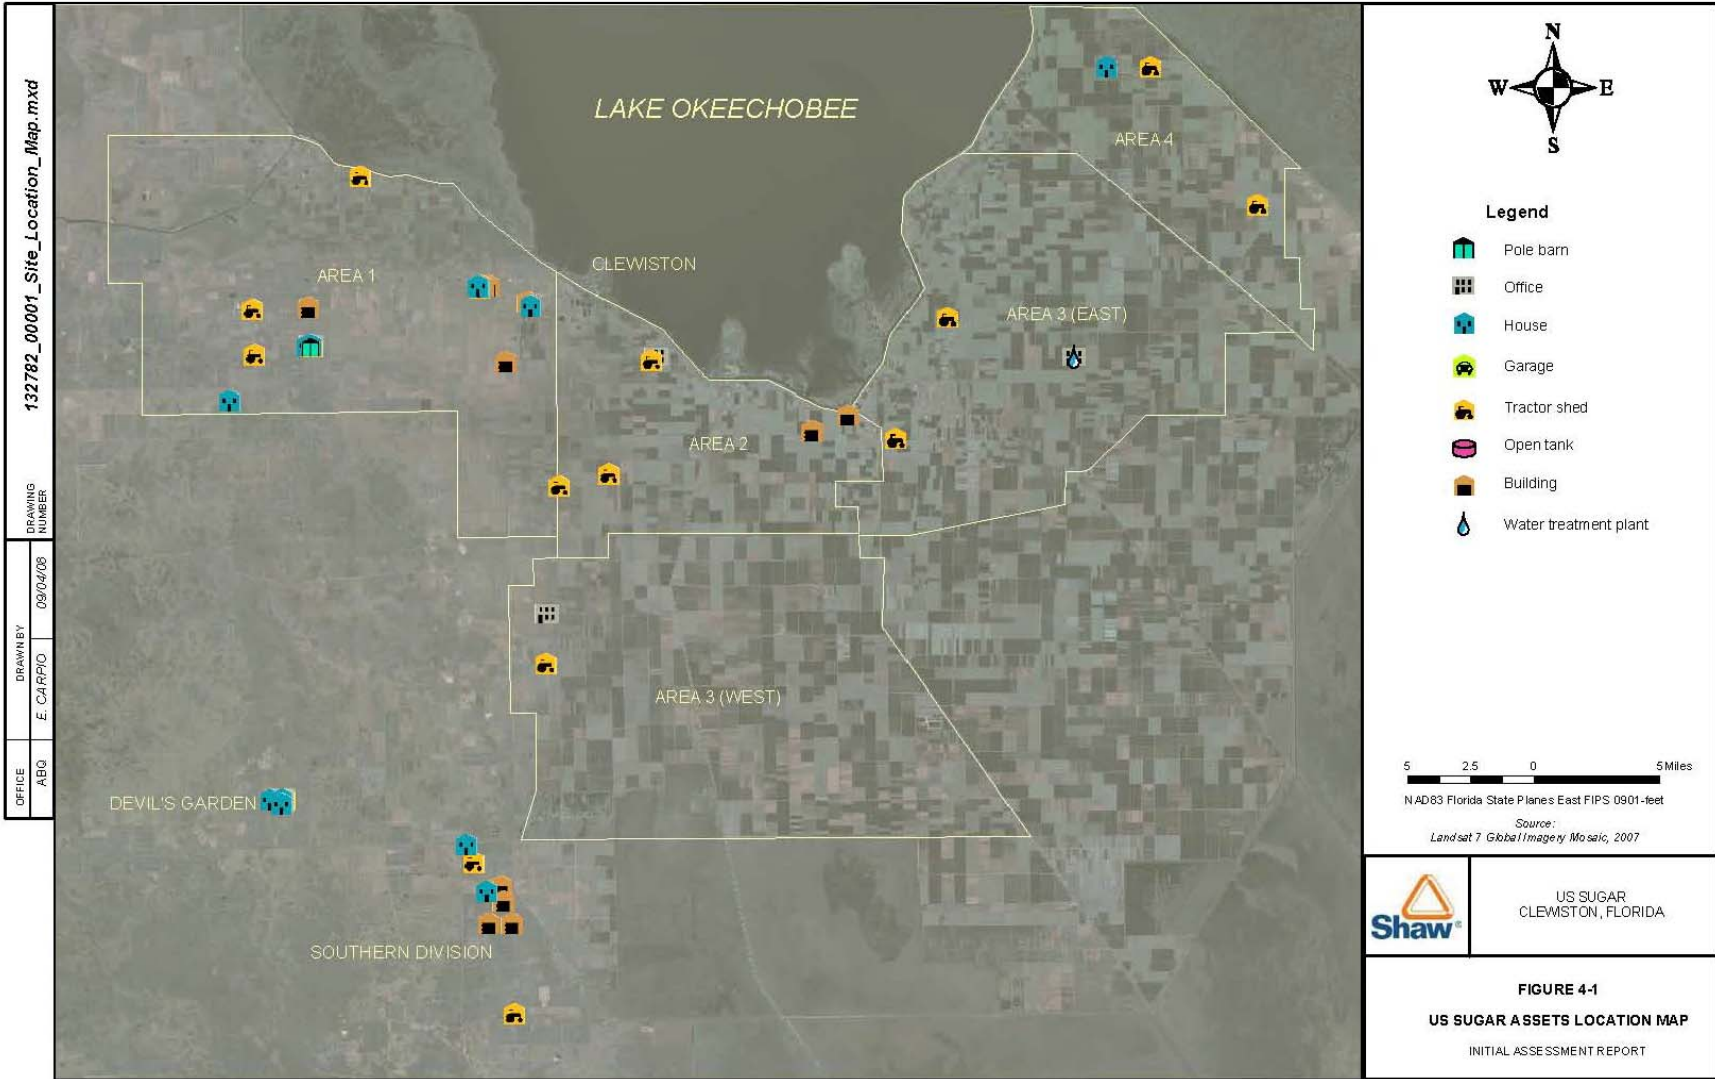 1327822_00001_Site_Location_Map.mxd
DRAWING
NUMBER
DRAWN BY
E. CARPIO
09/04/08
OFFICE
ABQ
LAKE OKEECHOBEE
AREA 4
AREA 1
CLEWISTON
AREA 3 (EAST)
AREA 2
AREA 3 (WEST)
DEVIL'S GARDEN
SOUTHERN DIVISION
N
W
E
S
Legend
Pole barn
Office
House
Garage
Tractor shed
Open tank
Building
Water treatment plant
5 2.5 0 5 Miles
NAD83 Florida State Planes East FIPS 0901-feet
Source:
Landsat 7 Global Imagery Mosaic, 2007
Shaw®
US SUGAR
CLEWISTON, FLORIDA
FIGURE 4-1
US SUGAR ASSETS LOCATION MAP
INITIAL ASSESSMENT REPORT